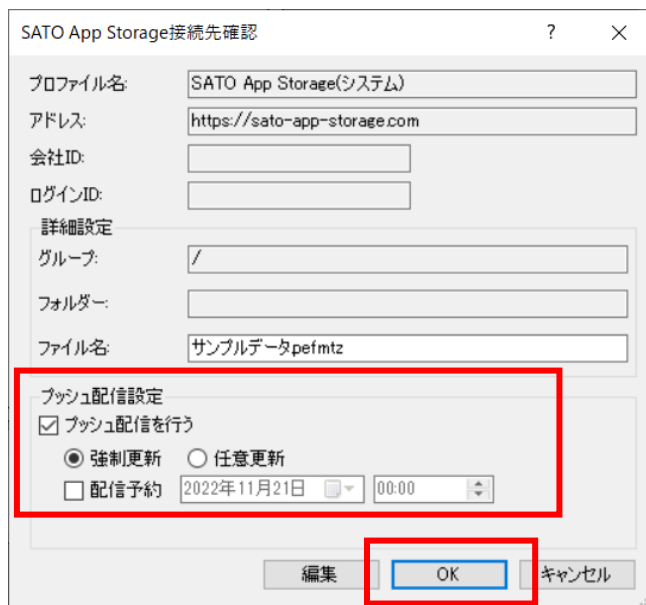 SATO App Storage接続先確認
プロファイル名: SATO App Storage(システム)
アドレス: https://sato-app-storage.com
会社ID:
ログインID:
詳細設定
グループ: /
フォルダー:
ファイル名: サンプルデータ.pefmtz
プッシュ配信設定
プッシュ配信を行う
強制更新 任意更新
配信予約 2022年11月21日 00:00
編集 OK キャンセル